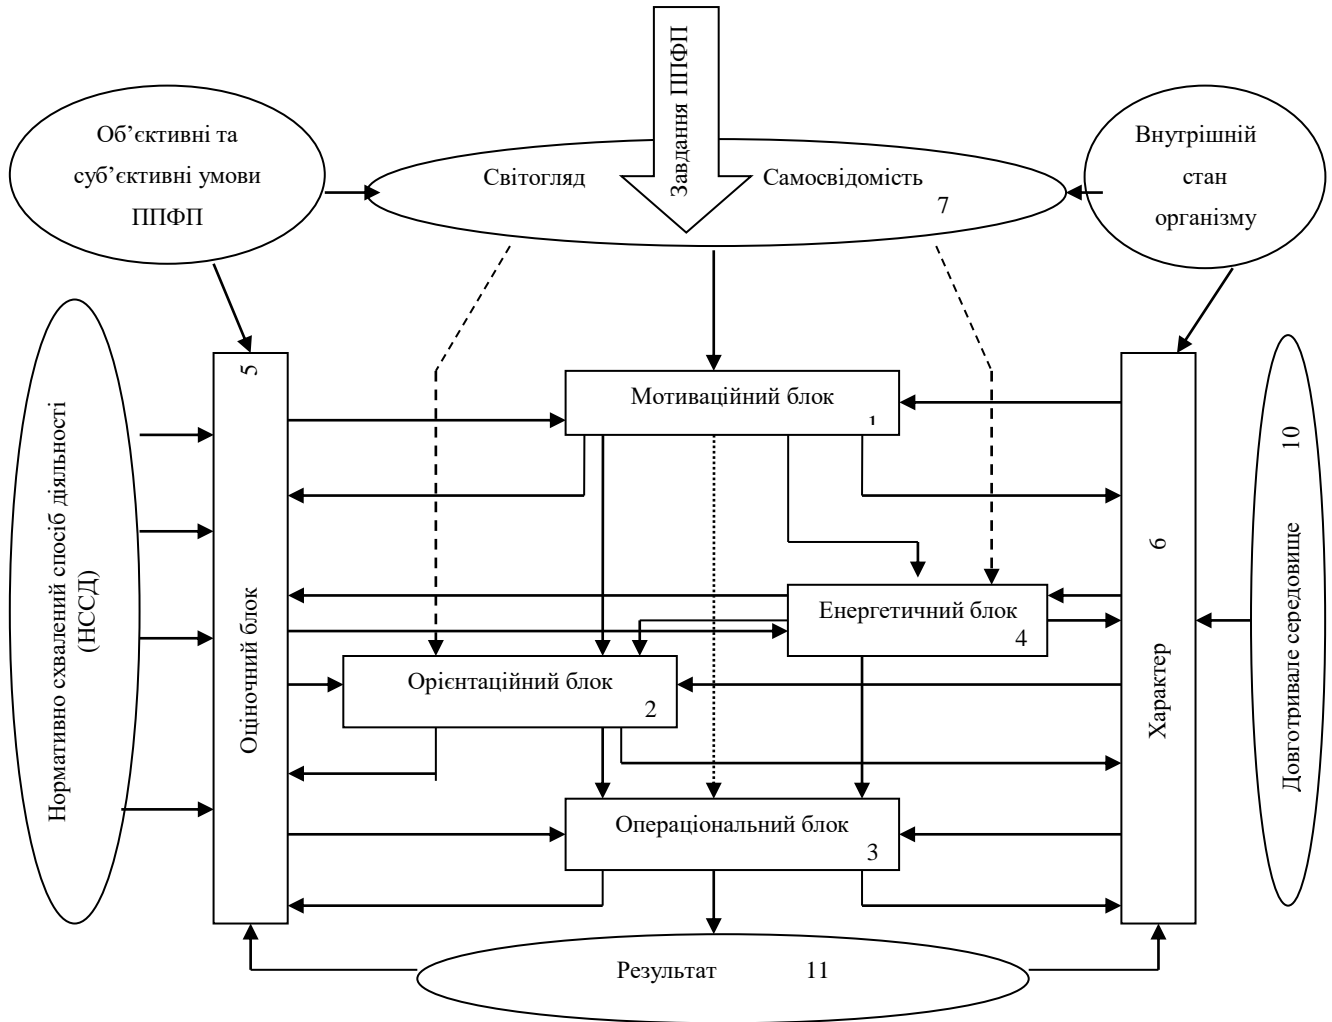 Завдання ППФП
Об’єктивні та
суб’єктивні умови
ППФП
Світогляд
Самосвідомість
7
Внутрішній
стан
організму
Нормативно схвалений спосіб діяльності
(НССД)
Оціночний блок 5
Мотиваційний блок
1
Енергетичний блок
4
Орієнтаційний блок
2
Операціональний блок
3
Характер 6
Довготривале середовище 10
Результат 11